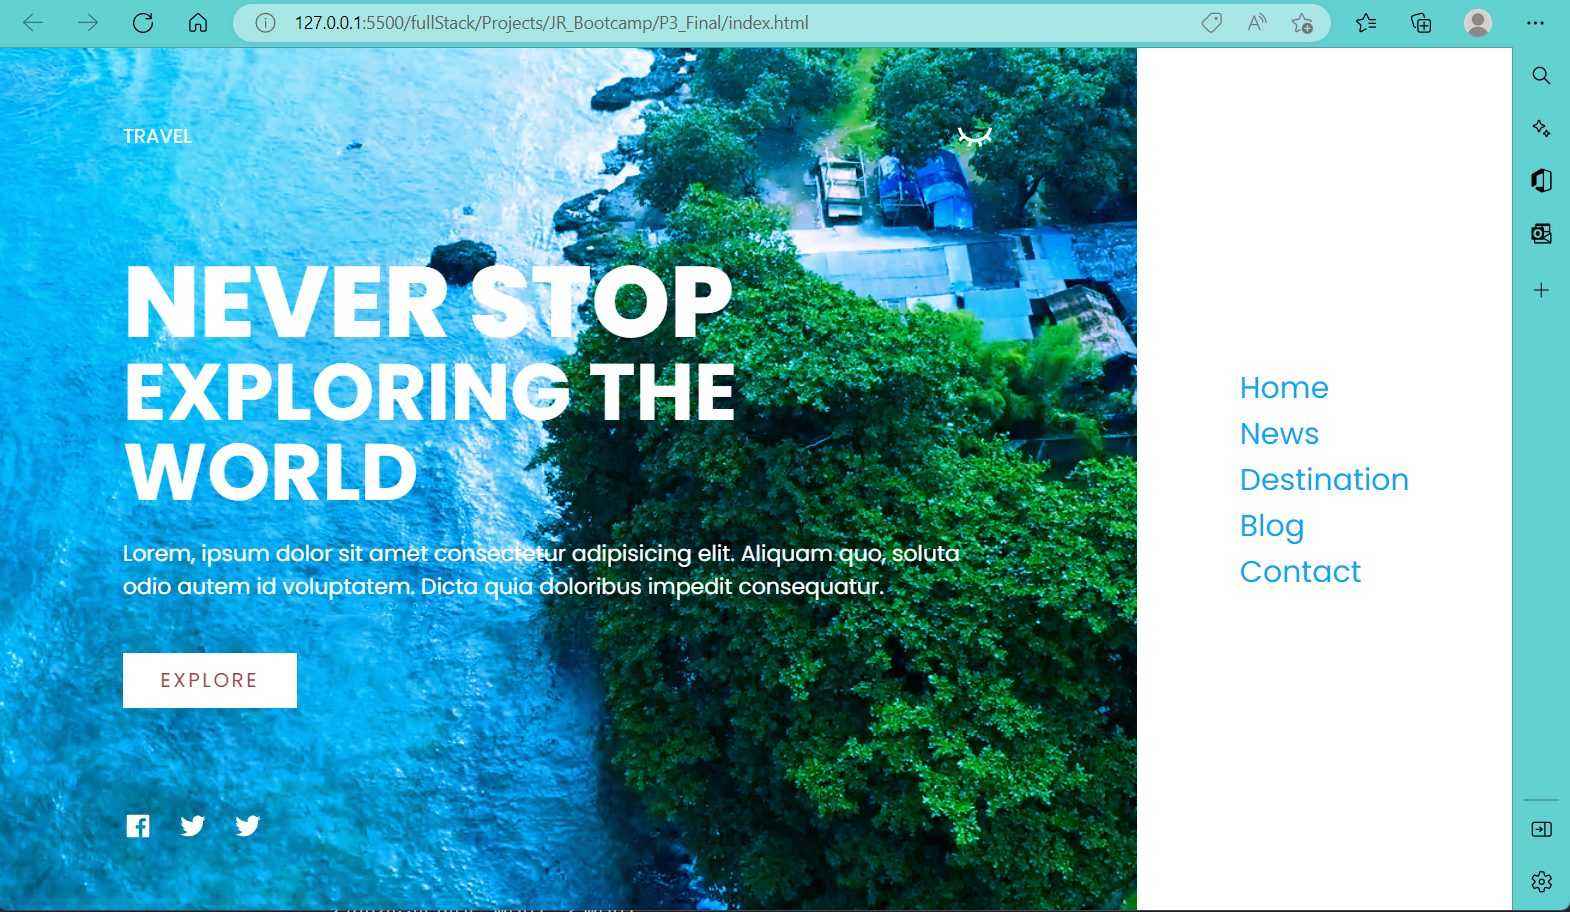 127.0.0.1:5500/fullStack/Projects/JR_Bootcamp/P3_Final/index.html
TRAVEL
NEVER STOP
EXPLORING THE
WORLD
Lorem, ipsum dolor sit amet consectetur adipisicing elit. Aliquam quo, soluta
odio autem id voluptatem. Dicta quia doloribus impedit consequatur.
EXPLORE
Home
News
Destination
Blog
Contact